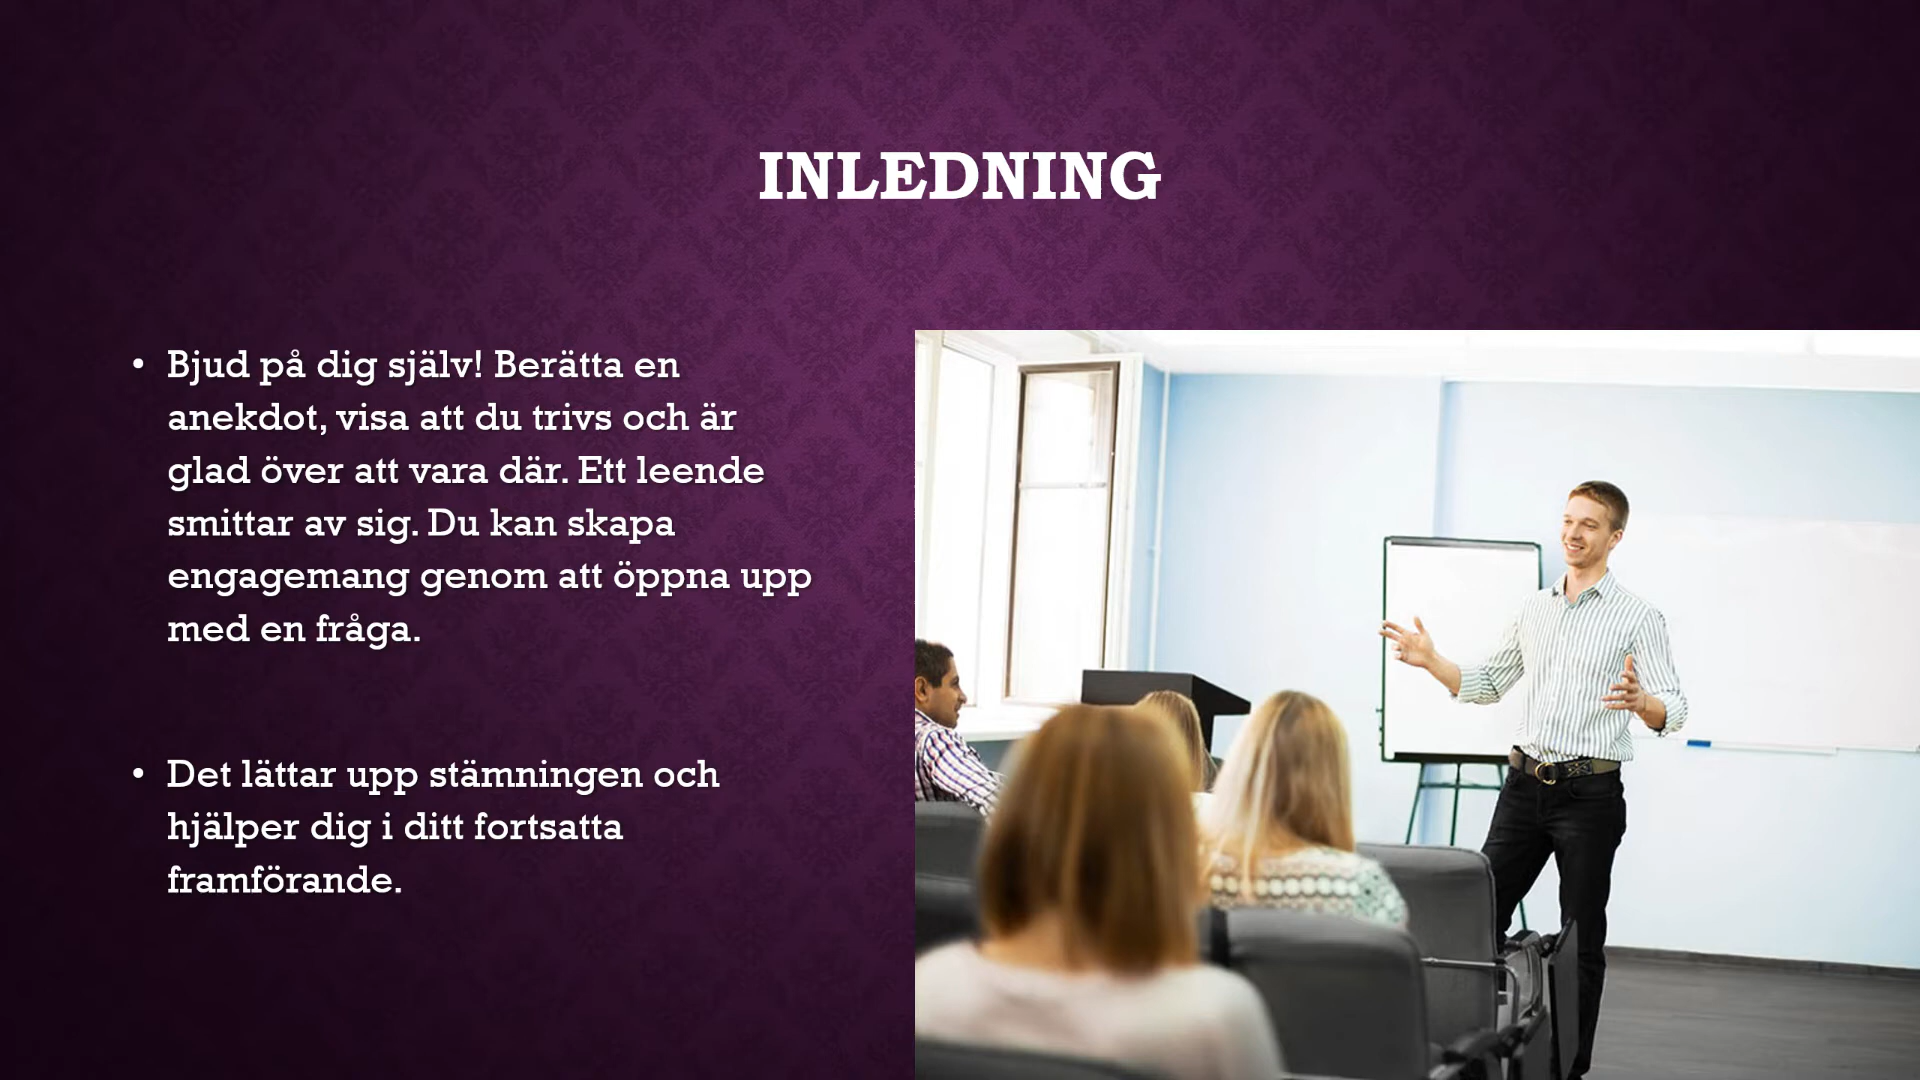 INLEDNING
• Bjud på dig själv! Berätta en
anekdot, visa att du trivs och är
glad över att vara där. Ett leende
smittar av sig. Du kan skapa
engagemang genom att öppna upp
med en fråga.
• Det lättar upp stämningen och
hjälper dig i ditt fortsatta
framförande.